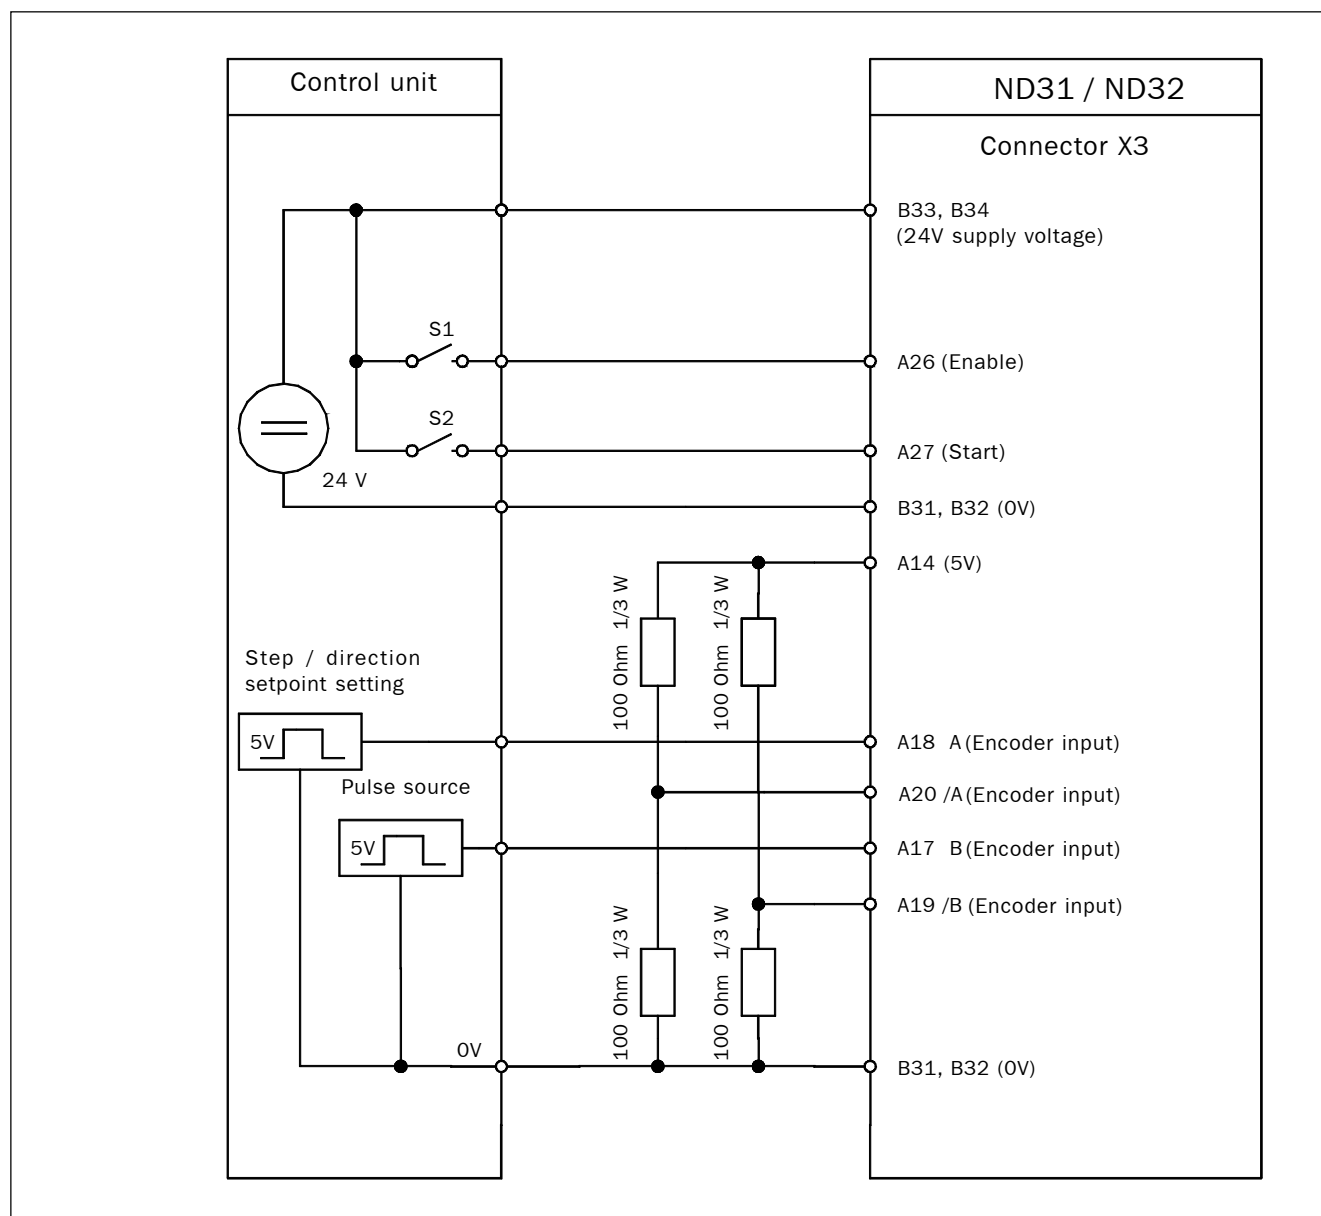 Control unit
ND31 / ND32
Connector X3
B33, B34
(24V supply voltage)
S1
A26 (Enable)
S2
A27 (Start)
24 V
B31, B32 (0V)
A14 (5V)
100 Ohm 1/3 W
100 Ohm 1/3 W
Step / direction
setpoint setting
5V
A18 A (Encoder input)
Pulse source
A20 /A (Encoder input)
5V
A17 B (Encoder input)
A19 /B (Encoder input)
100 Ohm 1/3 W
100 Ohm 1/3 W
0V
B31, B32 (0V)